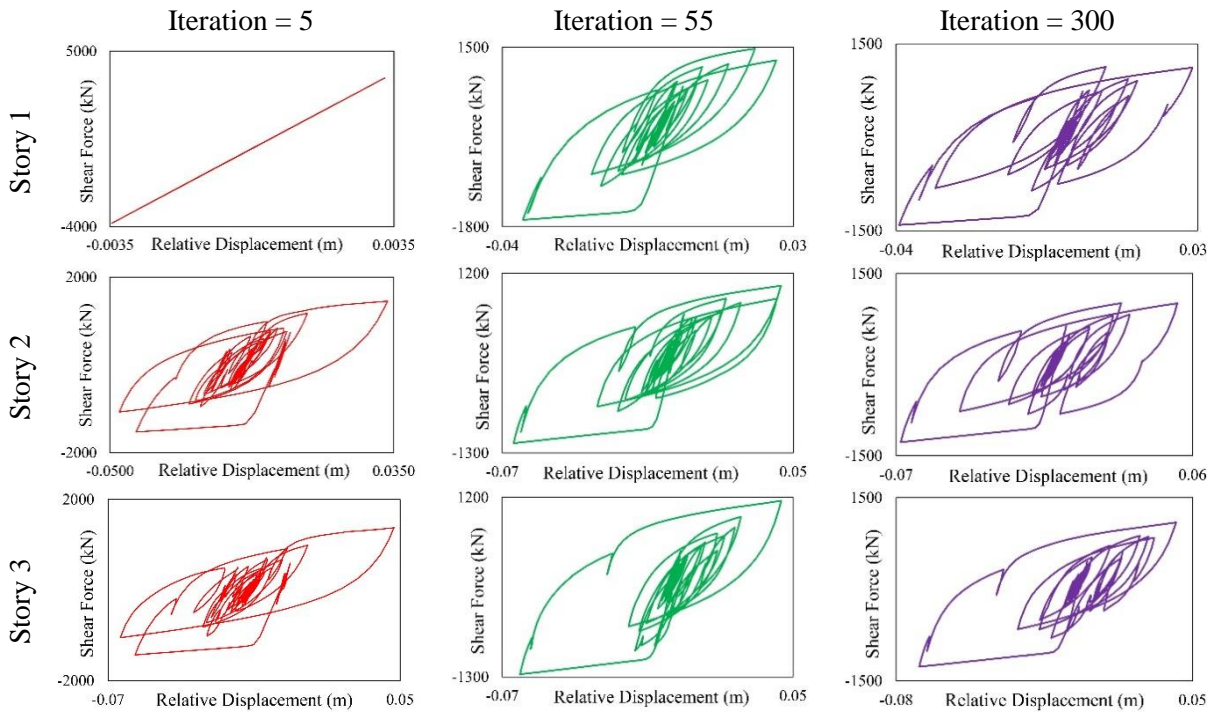 Iteration = 5
Iteration = 55
Iteration = 300
Story 1
Shear Force (kN)
5000
-4000
-0.0035
Relative Displacement (m)
0.0035
Shear Force (kN)
1500
-1800
-0.04
Relative Displacement (m)
0.03
Shear Force (kN)
1500
-1500
-0.04
Relative Displacement (m)
0.03
Story 2
Shear Force (kN)
2000
-2000
-0.0500
Relative Displacement (m)
0.0350
Shear Force (kN)
1200
-1300
-0.07
Relative Displacement (m)
0.05
Shear Force (kN)
1500
-1500
-0.07
Relative Displacement (m)
0.06
Story 3
Shear Force (kN)
2000
-2000
-0.07
Relative Displacement (m)
0.05
Shear Force (kN)
1200
-1300
-0.07
Relative Displacement (m)
0.05
Shear Force (kN)
1500
-1500
-0.08
Relative Displacement (m)
0.05